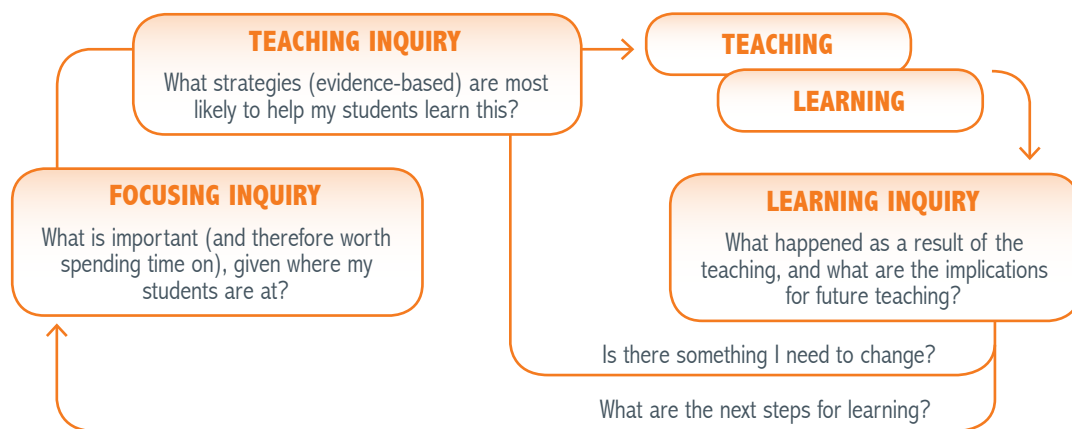 TEACHING INQUIRY
What strategies (evidence-based) are most
likely to help my students learn this?
TEACHING
LEARNING
FOCUSING INQUIRY
What is important (and therefore worth
spending time on), given where my
students are at?
LEARNING INQUIRY
What happened as a result of the
teaching, and what are the implications
for future teaching?
Is there something I need to change?
What are the next steps for learning?